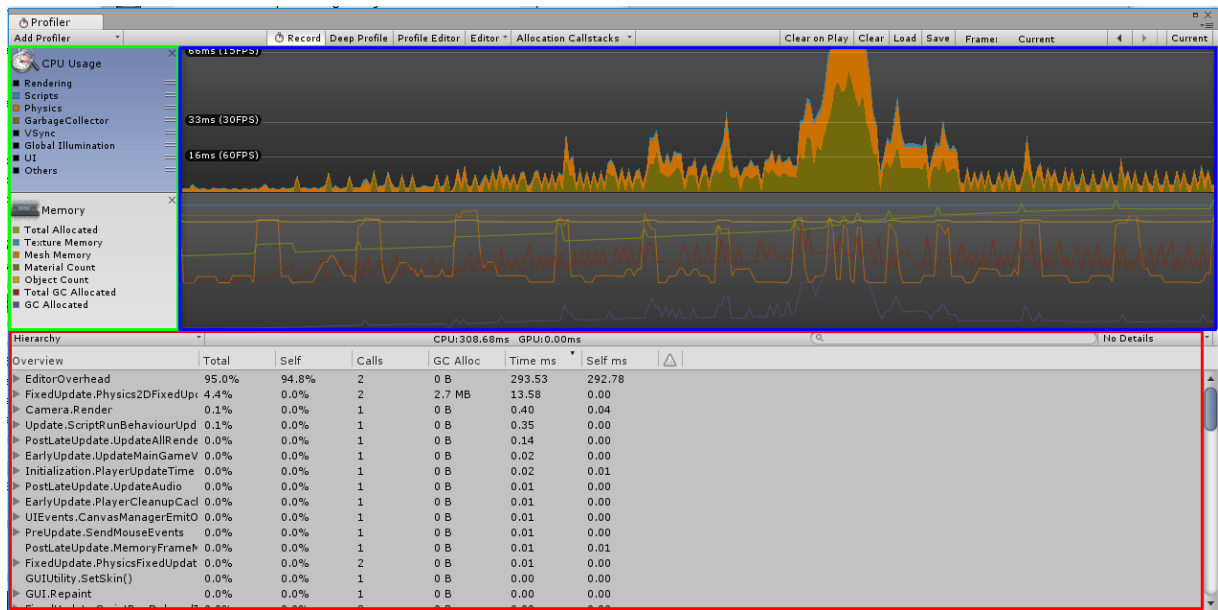 Profiler
Add Profiler Record Deep Profile Profile Editor Editor Allocation Callstacks Clear on Play Clear Load Save Frame: Current Current
CPU Usage
Rendering
Scripts
Physics
GarbageCollector
VSync
Global Illumination
UI
Others
66ms (15FPS)
33ms (30FPS)
16ms (60FPS)
Memory
Total Allocated
Texture Memory
Mesh Memory
Material Count
Object Count
Total GC Allocated
GC Allocated
Hierarchy CPU:308.68ms GPU:0.00ms No Details
Overview Total Self Calls GC Alloc Time ms Self ms
EditorOverhead 95.0% 94.8% 2 0 B 293.53 292.78
FixedUpdate.Physics2DFixedUpd 4.4% 0.0% 2 2.7 MB 13.58 0.00
Camera.Render 0.1% 0.0% 1 0 B 0.40 0.04
Update.ScriptRunBehaviourUpd 0.1% 0.0% 1 0 B 0.35 0.00
PostLateUpdate.UpdateAllRende 0.0% 0.0% 1 0 B 0.14 0.00
EarlyUpdate.UpdateMainGameV 0.0% 0.0% 1 0 B 0.02 0.00
Initialization.PlayerUpdateTime 0.0% 0.0% 1 0 B 0.02 0.01
PostLateUpdate.UpdateAudio 0.0% 0.0% 1 0 B 0.01 0.00
EarlyUpdate.PlayerCleanupCacl 0.0% 0.0% 1 0 B 0.01 0.00
UIEvents.CanvasManagerEmitO 0.0% 0.0% 1 0 B 0.01 0.00
PreUpdate.SendMouseEvents 0.0% 0.0% 1 0 B 0.01 0.00
PostLateUpdate.MemoryFrameM 0.0% 0.0% 1 0 B 0.01 0.01
FixedUpdate.PhysicsFixedUpdat 0.0% 0.0% 2 0 B 0.01 0.00
GUIUtility.SetSkin() 0.0% 0.0% 1 0 B 0.00 0.00
GUI.Repaint 0.0% 0.0% 1 0 B 0.00 0.00